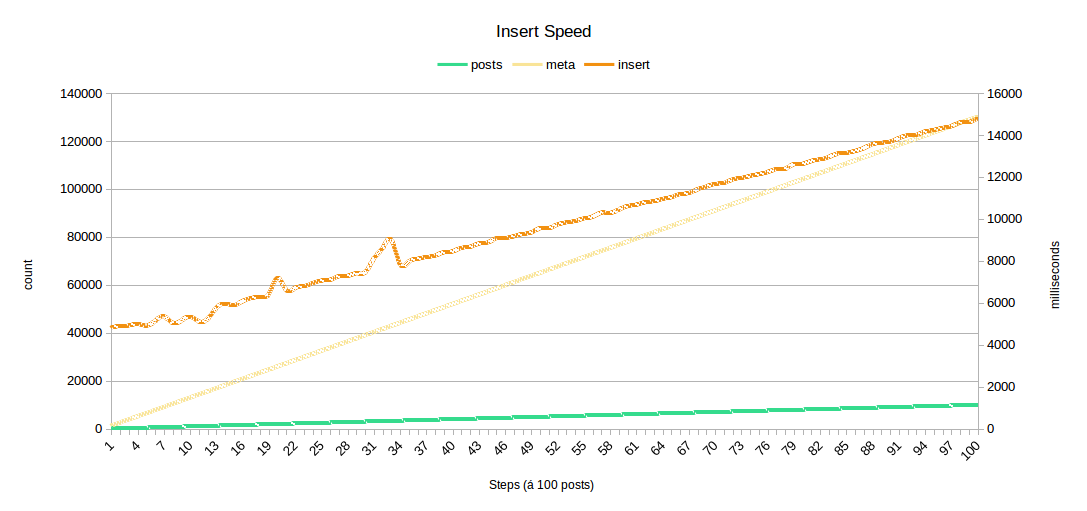 Insert Speed
posts meta insert
140000 16000
120000 14000
100000 12000
80000 10000
60000 8000
40000 6000
20000 4000
0 2000
0
count
milliseconds
1 4 7 10 13 16 19 22 25 28 31 34 37 40 43 46 49 52 55 58 61 64 67 70 73 76 79 82 85 88 91 94 97 100
Steps (á 100 posts)